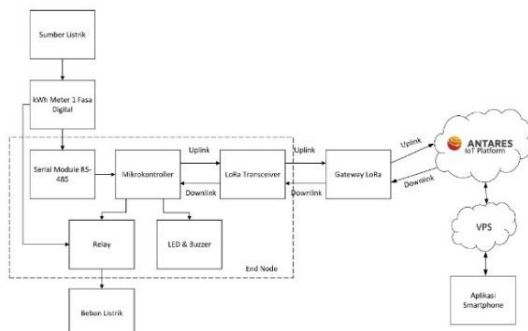 Sumber Listrik
kWh Meter 1 Fasa
Digital
Serial Module RS-
485
Mikrokontroller
Uplink
Downlink
LoRa Transceiver
Uplink
Downlink
Gateway LoRa
Uplink
Downlink
ANTARES
IoT Platform
VPS
Aplikasi
Smartphone
Relay
LED & Buzzer
End Node
Beban Listrik